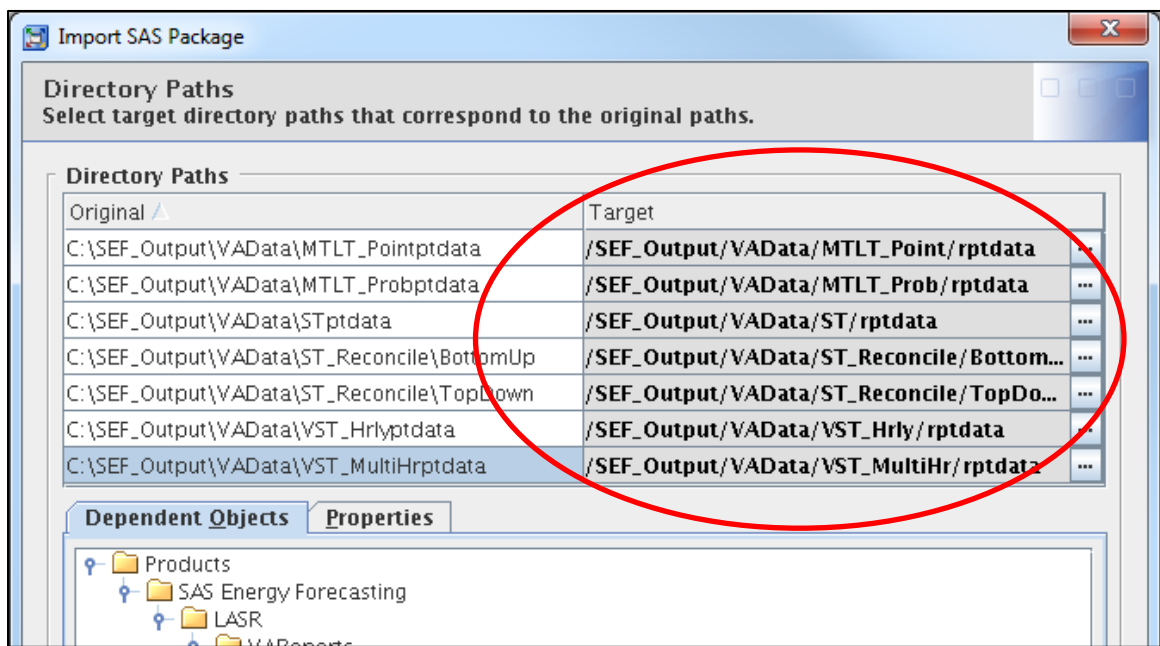 Import SAS Package
Directory Paths
Select target directory paths that correspond to the original paths.
Directory Paths
Original Target
C:\SEF_Output\VAData\MTLT_Pointptdata /SEF_Output/VAData/MTLT_Point/rptdata ...
C:\SEF_Output\VAData\MTLT_Probptdata /SEF_Output/VAData/MTLT_Prob/rptdata ...
C:\SEF_Output\VAData\STptdata /SEF_Output/VAData/ST/rptdata ...
C:\SEF_Output\VAData\ST_Reconcile\BottomUp /SEF_Output/VAData/ST_Reconcile/Bottom... ...
C:\SEF_Output\VAData\ST_Reconcile\TopDown /SEF_Output/VAData/ST_Reconcile/TopDo... ...
C:\SEF_Output\VAData\VST_Hrlyptdata /SEF_Output/VAData/VST_Hrly/rptdata ...
C:\SEF_Output\VAData\VST_MultiHrptdata /SEF_Output/VAData/VST_MultiHr/rptdata ...
Dependent Objects Properties
Products
SAS Energy Forecasting
LASR
VAReports